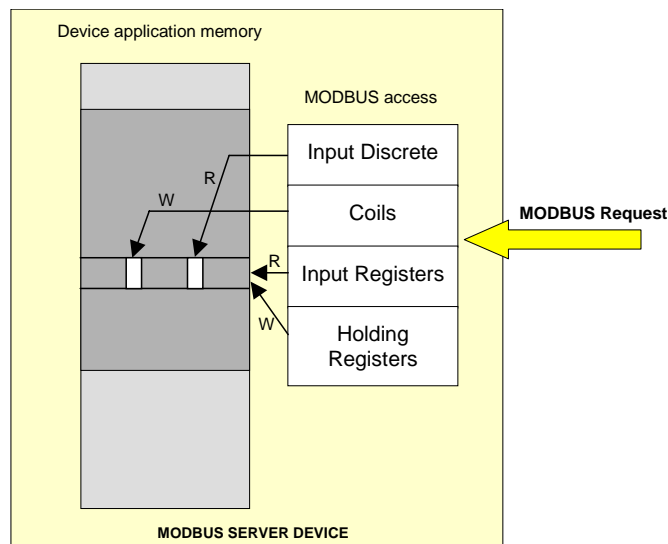 Device application memory
MODBUS access
Input Discrete
R
W
Coils
MODBUS Request
R
Input Registers
W
Holding
Registers
MODBUS SERVER DEVICE